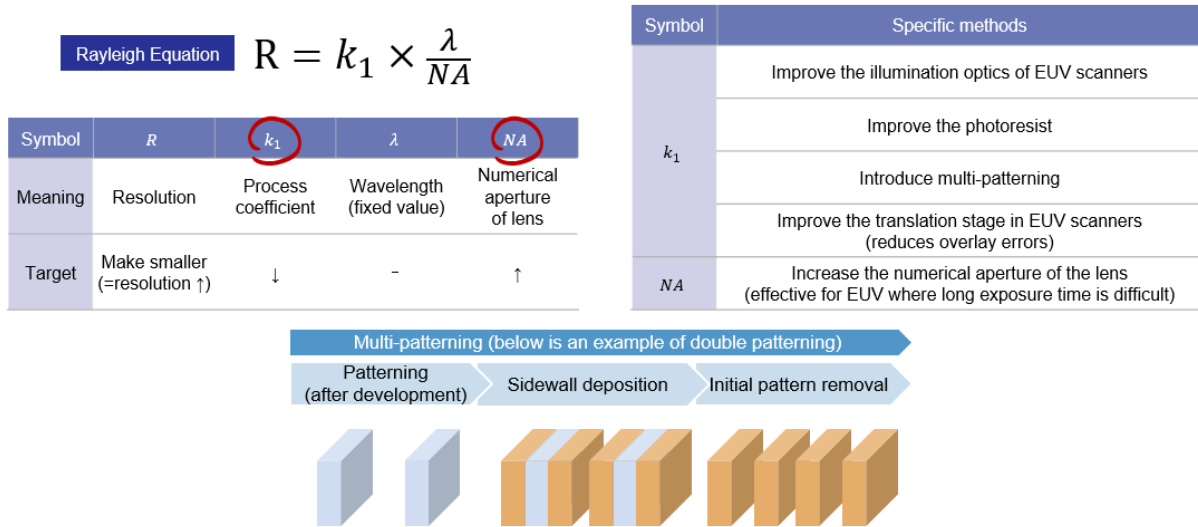 Rayleigh Equation
R = k₁ × λ/NA
Symbol R k₁ λ NA
Meaning Resolution Process coefficient Wavelength (fixed value) Numerical aperture of lens
Target Make smaller (=resolution ↑) ↓ - ↑
Symbol Specific methods
k₁
Improve the illumination optics of EUV scanners
Improve the photoresist
Introduce multi-patterning
Improve the translation stage in EUV scanners
(reduces overlay errors)
NA
Increase the numerical aperture of the lens
(effective for EUV where long exposure time is difficult)
Multi-patterning (below is an example of double patterning)
Patterning
(after development)
Sidewall deposition
Initial pattern removal